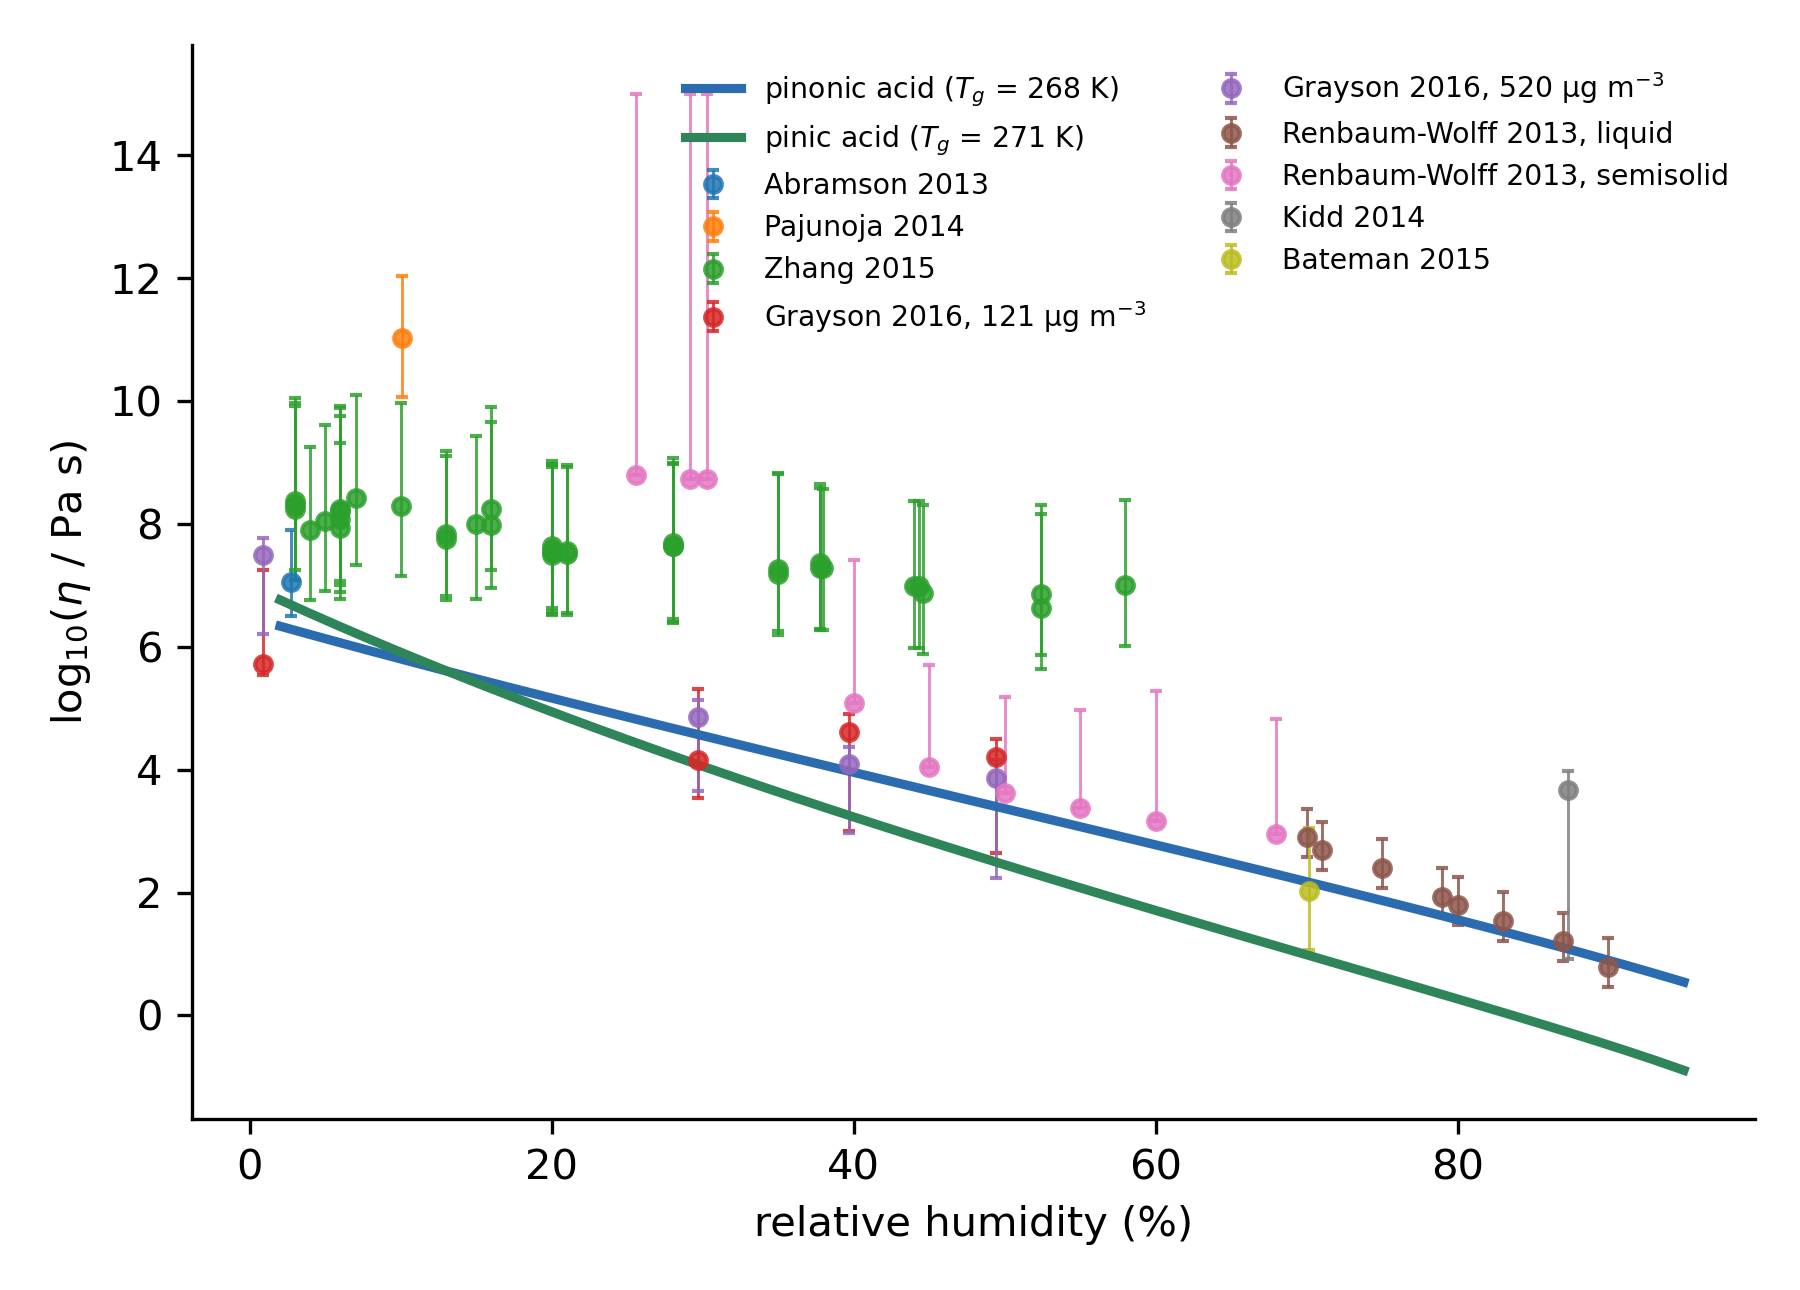 pinonic acid (T_g = 268 K)
pinic acid (T_g = 271 K)
Abramson 2013
Pajunoja 2014
Zhang 2015
Grayson 2016, 121 µg m⁻³
Grayson 2016, 520 µg m⁻³
Renbaum-Wolff 2013, liquid
Renbaum-Wolff 2013, semisolid
Kidd 2014
Bateman 2015
log₁₀(η / Pa s)
14
12
10
8
6
4
2
0
0 20 40 60 80
relative humidity (%)